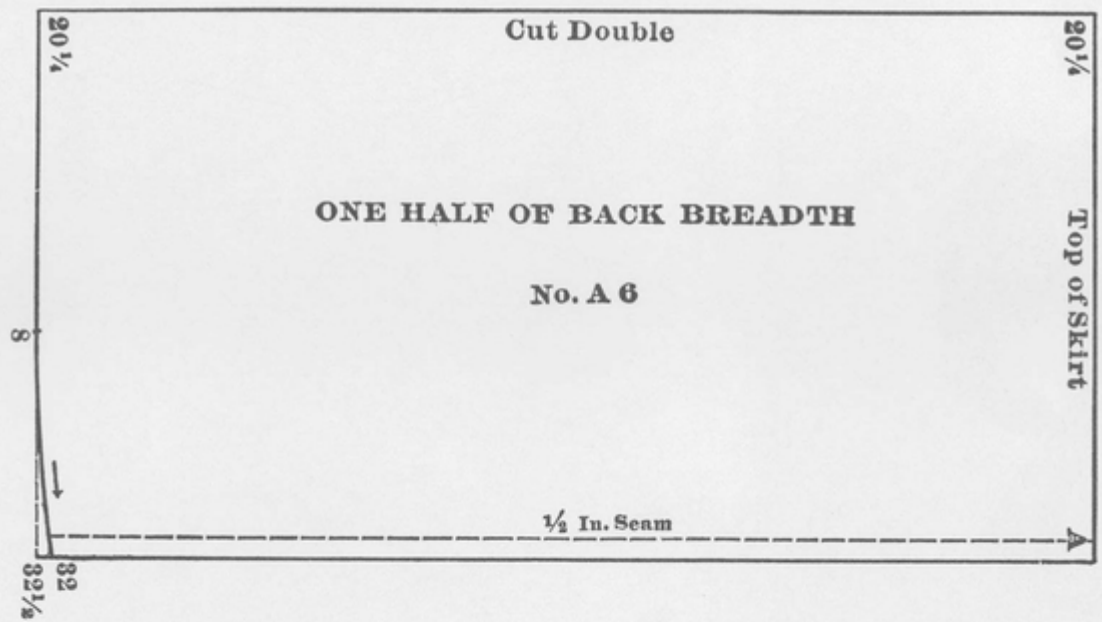 20¼
Cut Double
20¼
ONE HALF OF BACK BREADTH
Top of Skirt
No. A 6
8
½ In. Seam
A
32
32½